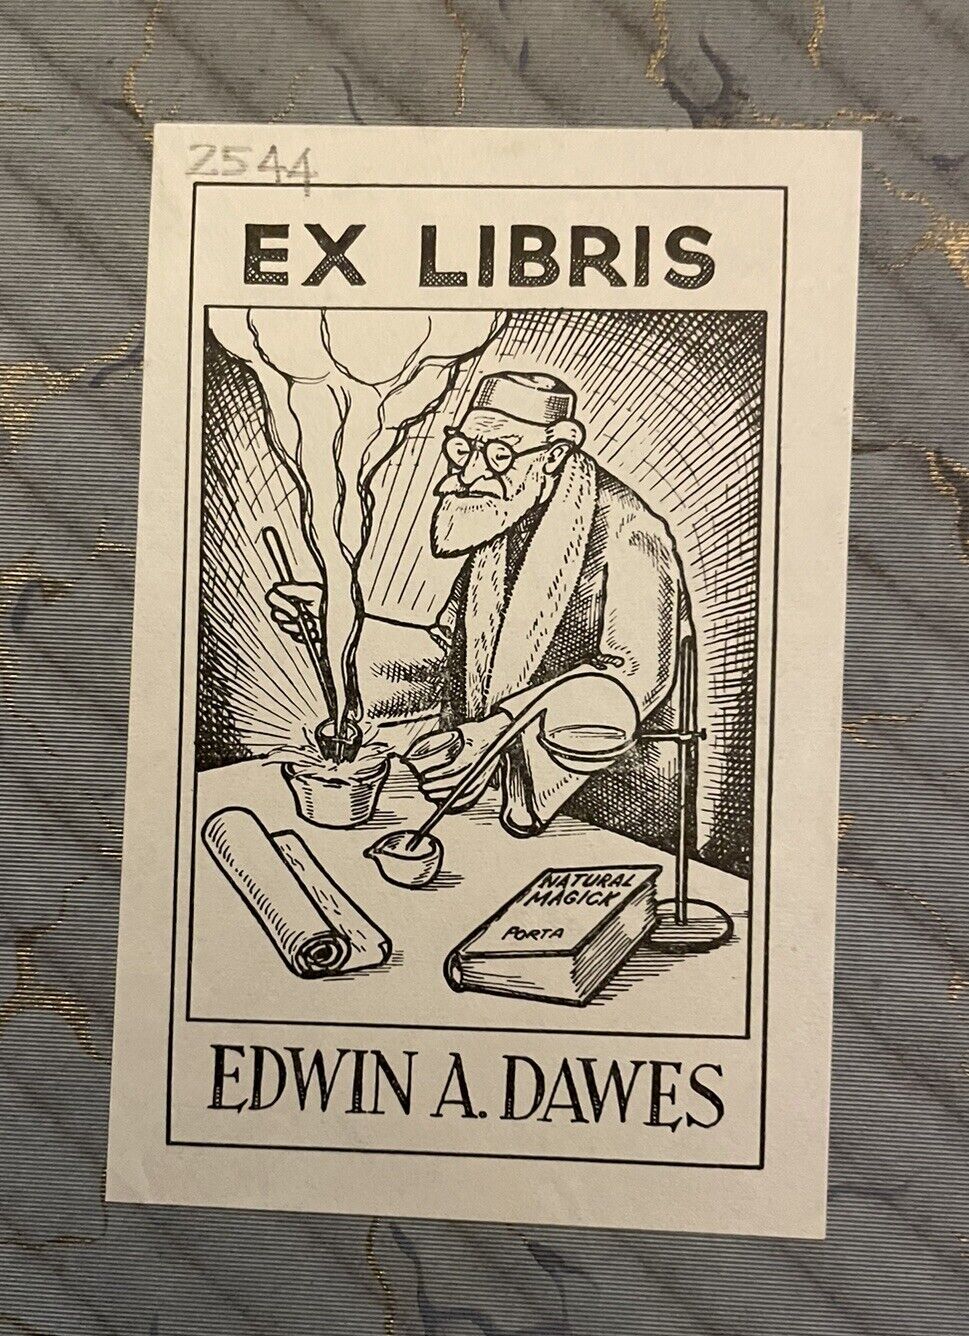 2544
EX LIBRIS
NATURAL
MAGICK
PORTA
EDWIN A. DAWES